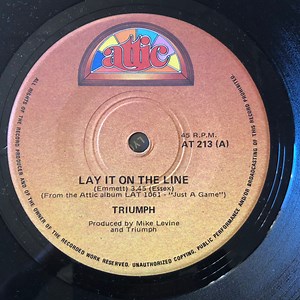 attic
45 R.P.M.
AT 213 (A)
LAY IT ON THE LINE
(Emmett) 3.45 (Essex)
(From the Attic album LAT 1061 - "Just A Game")
TRIUMPH
Produced by Mike Levine
and Triumph
ALL RIGHTS OF THE RECORD PRODUCER AND OF THE OWNER OF THE RECORDED WORK RESERVED. UNAUTHORIZED COPYING, PUBLIC PERFORMANCE AND/OR BROADCASTING OF THIS RECORD PROHIBITED.